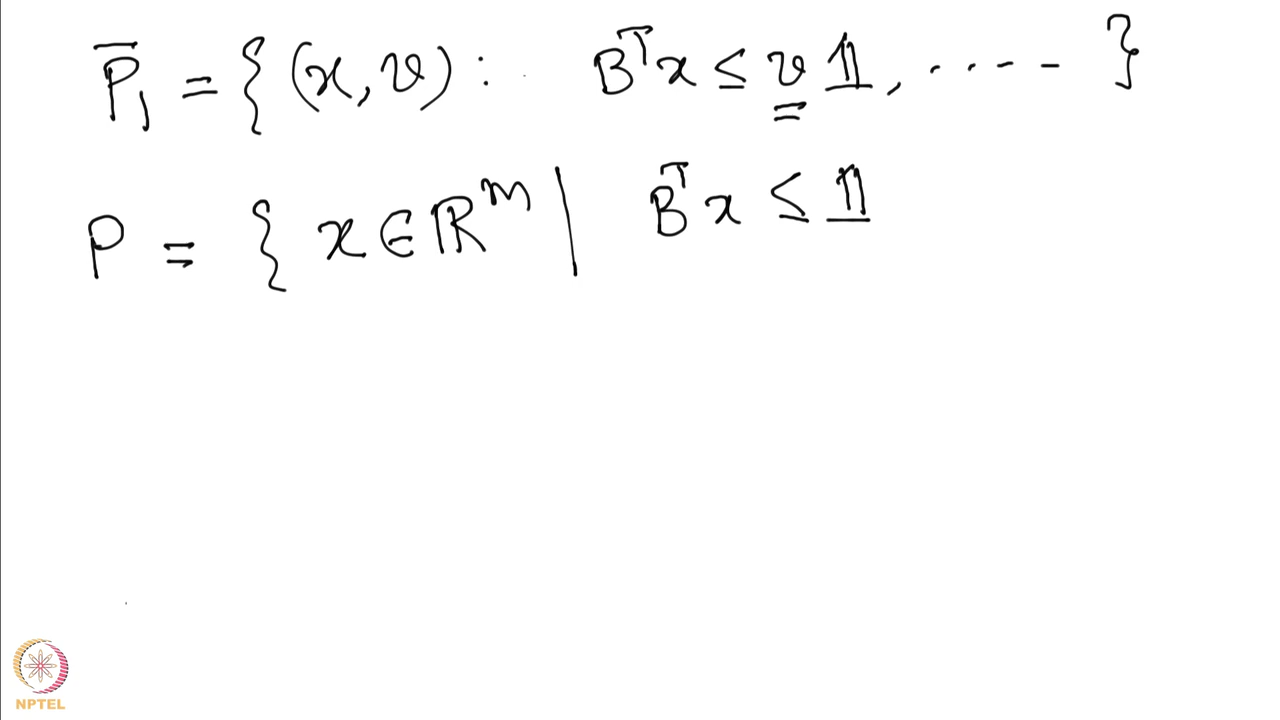 P̅₁ = { (x, v) : Bᵀx ≤ v 𝟙, ..... }
P = { x ∈ ℝᵐ | Bᵀx ≤ 𝟙
NPTEL